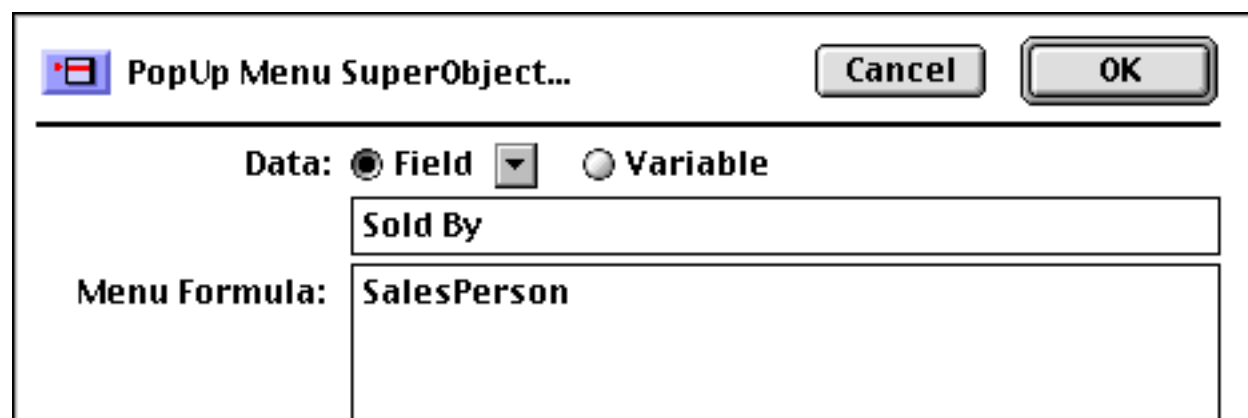 PopUp Menu SuperObject... Cancel OK
Data: Field Variable
Sold By
Menu Formula: SalesPerson